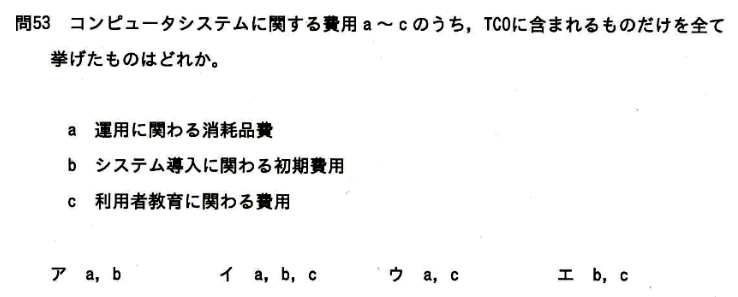 問53 コンピュータシステムに関する費用a～cのうち，TCOに含まれるものだけを全て
挙げたものはどれか。
a 運用に関わる消耗品費
b システム導入に関わる初期費用
c 利用者教育に関わる費用
ア a, b イ a, b, c ウ a, c エ b, c